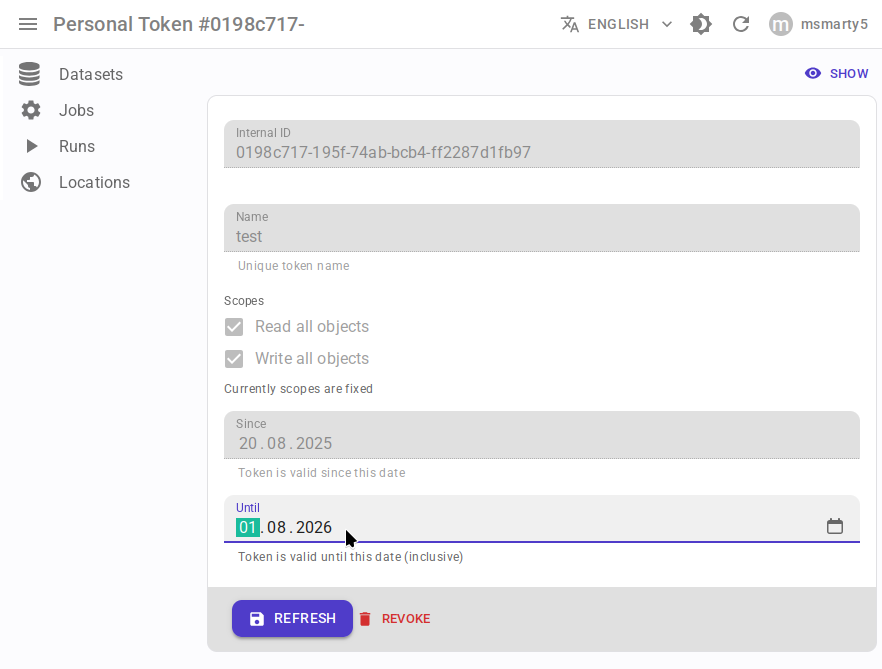 Personal Token #0198c717-
ENGLISH
m
msmarty5
Datasets
Jobs
Runs
Locations
SHOW
Internal ID
0198c717-195f-74ab-bcb4-ff2287d1fb97
Name
test
Unique token name
Scopes
Read all objects
Write all objects
Currently scopes are fixed
Since
20.08.2025
Token is valid since this date
Until
01.08.2026
Token is valid until this date (inclusive)
REFRESH
REVOKE